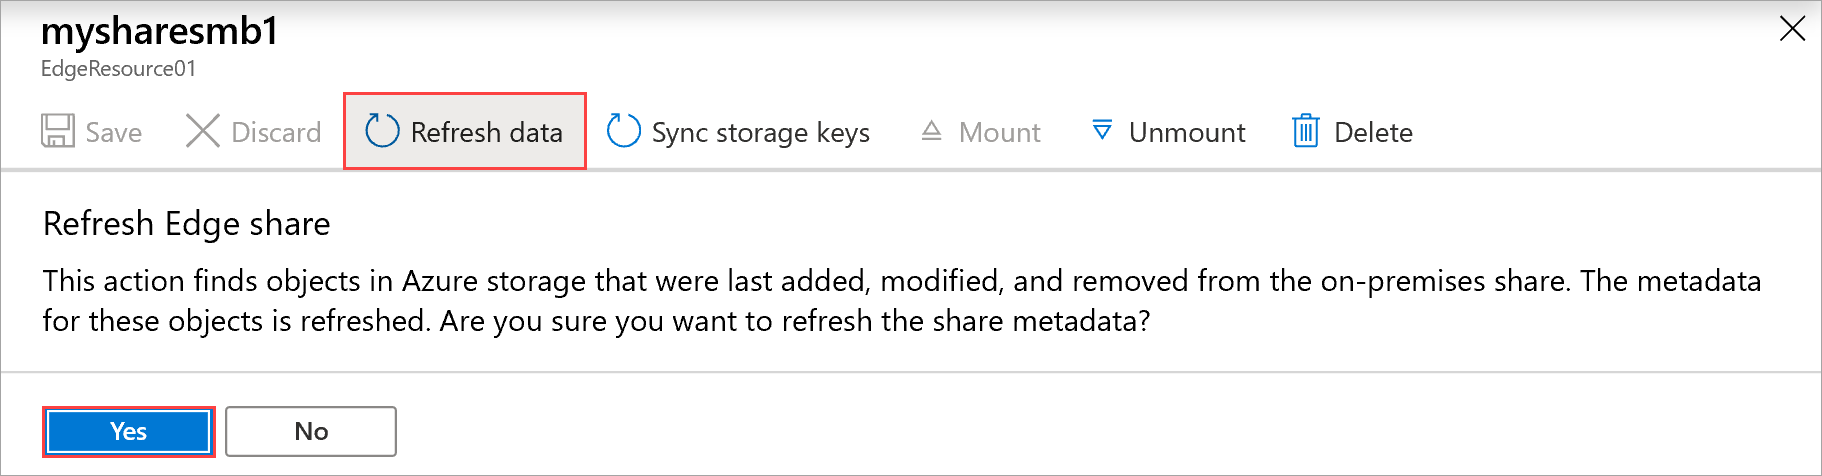 mysharesmb1
EdgeResource01
Save Discard Refresh data Sync storage keys Mount Unmount Delete
Refresh Edge share
This action finds objects in Azure storage that were last added, modified, and removed from the on-premises share. The metadata
for these objects is refreshed. Are you sure you want to refresh the share metadata?
Yes No